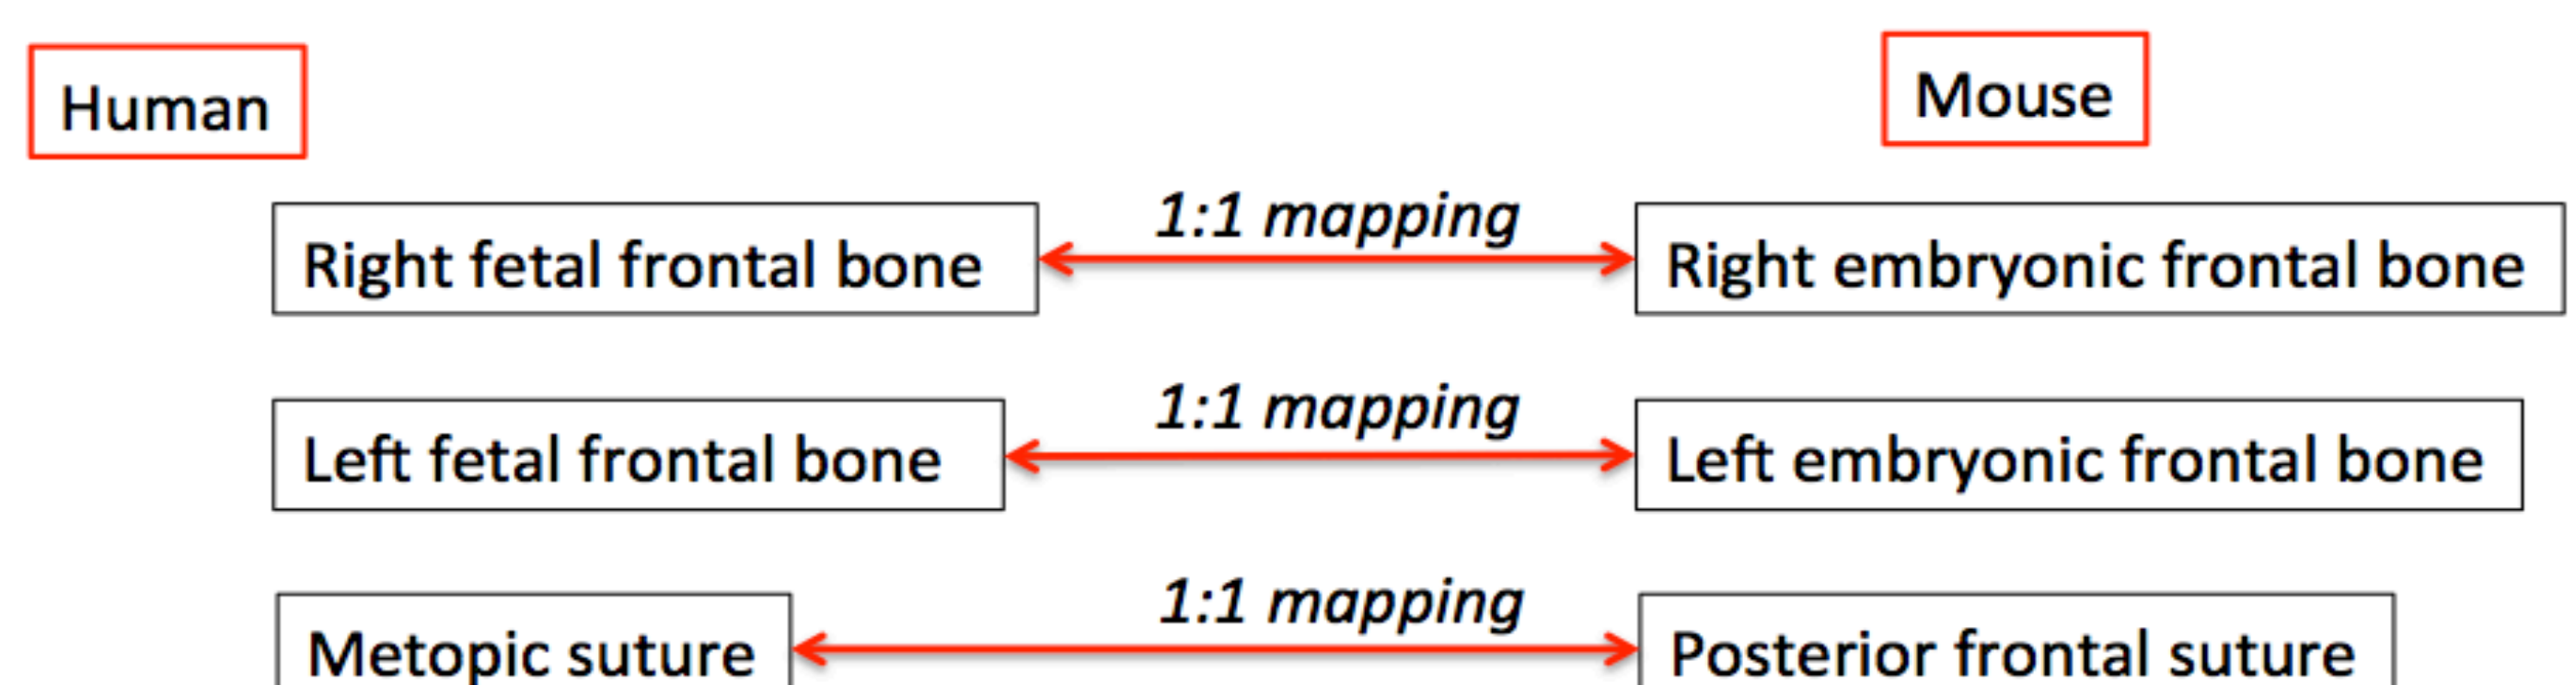 Human
Mouse
1:1 mapping
Right fetal frontal bone
Right embryonic frontal bone
1:1 mapping
Left fetal frontal bone
Left embryonic frontal bone
1:1 mapping
Metopic suture
Posterior frontal suture